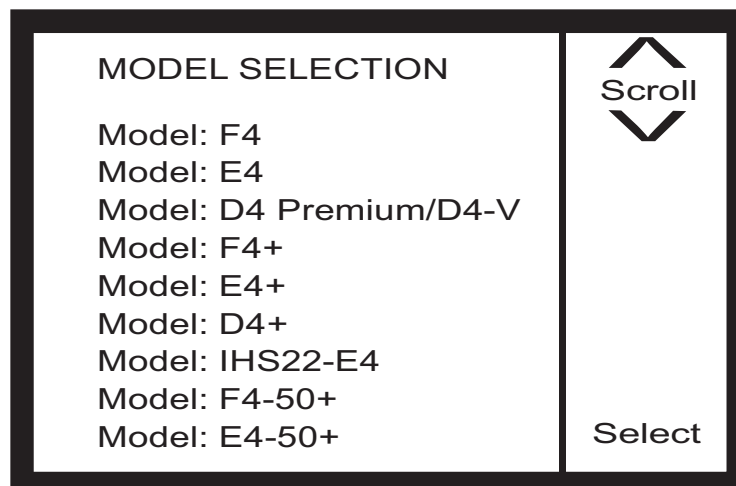 MODEL SELECTION
Model: F4
Model: E4
Model: D4 Premium/D4-V
Model: F4+
Model: E4+
Model: D4+
Model: IHS22-E4
Model: F4-50+
Model: E4-50+
Scroll
Select